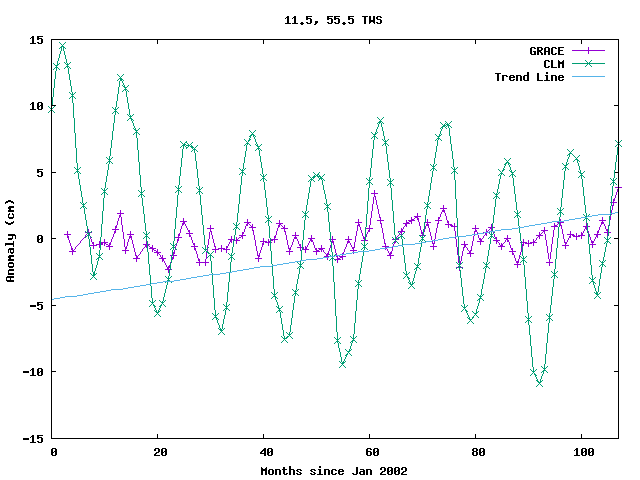 11.5, 55.5 TWS
GRACE
CLM
Trend Line
Anomaly (cm)
15
10
5
0
-5
-10
-15
0 20 40 60 80 100
Months since Jan 2002